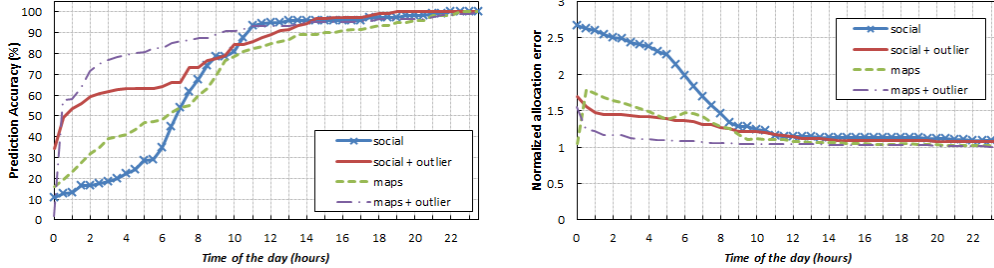 Prediction Accuracy (%)
100
90
80
70
60
50
40
30
20
10
0
social
social + outlier
maps
maps + outlier
0 2 4 6 8 10 12 14 16 18 20 22
Time of the day (hours)
Normalized allocation error
3
2.5
2
1.5
1
0.5
0
social
social + outlier
maps
maps + outlier
0 2 4 6 8 10 12 14 16 18 20 22
Time of the day (hours)